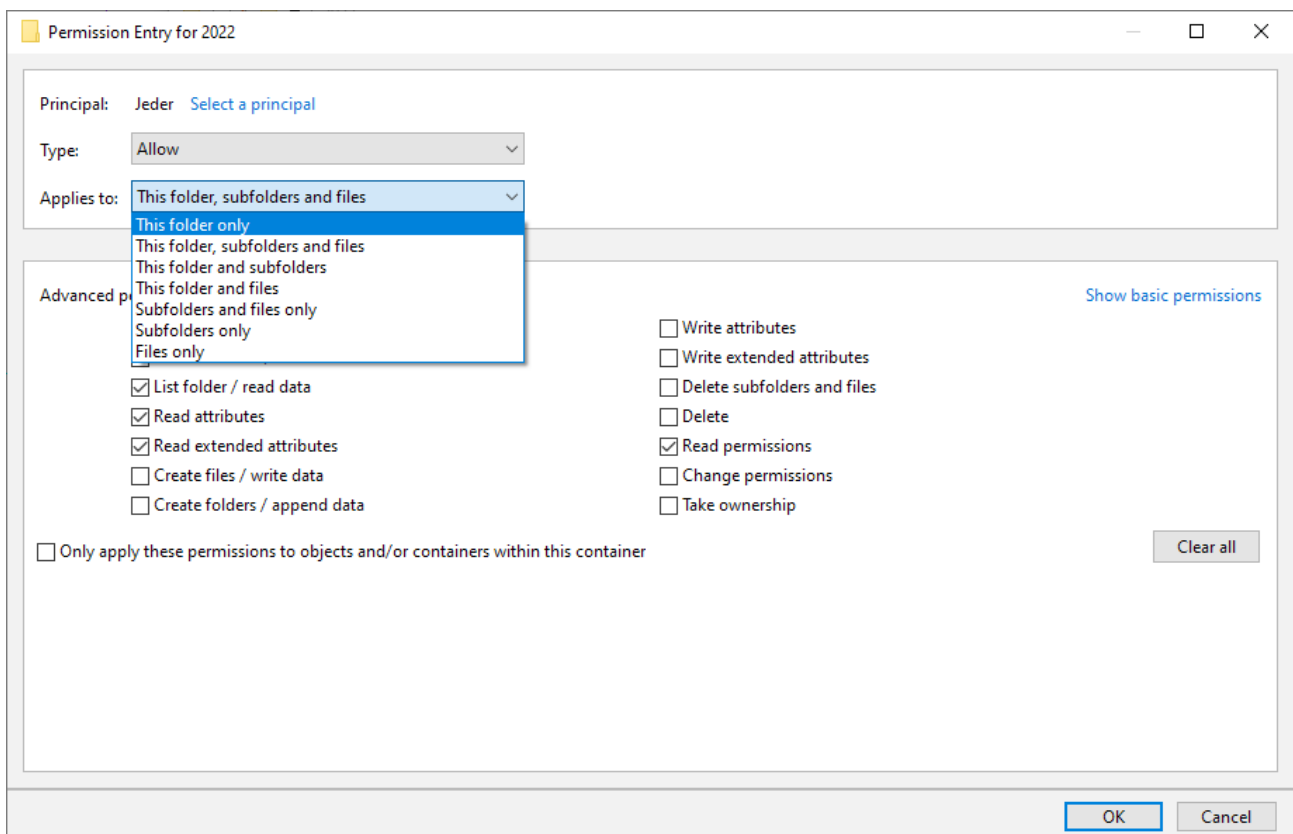 Permission Entry for 2022
Principal: Jeder Select a principal
Type: Allow
Applies to: This folder, subfolders and files
This folder only
This folder, subfolders and files
This folder and subfolders
This folder and files
Subfolders and files only
Subfolders only
Files only
Advanced Show basic permissions
Write attributes
Write extended attributes
List folder / read data Delete subfolders and files
Read attributes Delete
Read extended attributes Read permissions
Create files / write data Change permissions
Create folders / append data Take ownership
Only apply these permissions to objects and/or containers within this container
Clear all
OK Cancel